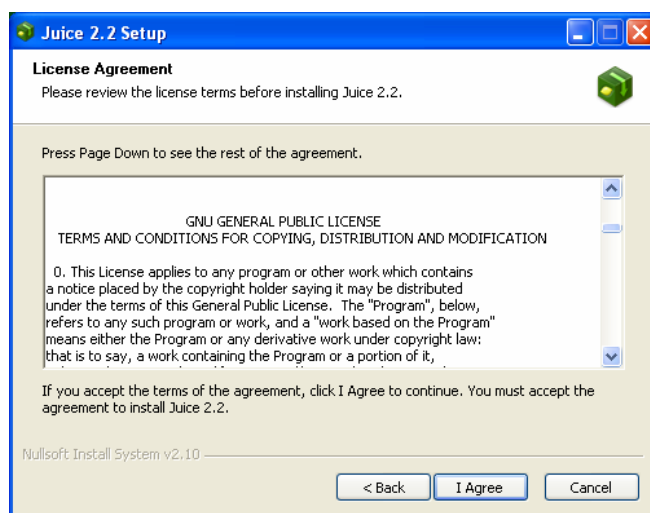 Juice 2.2 Setup
License Agreement
Please review the license terms before installing Juice 2.2.
Press Page Down to see the rest of the agreement.
GNU GENERAL PUBLIC LICENSE
TERMS AND CONDITIONS FOR COPYING, DISTRIBUTION AND MODIFICATION
0. This License applies to any program or other work which contains
a notice placed by the copyright holder saying it may be distributed
under the terms of this General Public License. The "Program", below,
refers to any such program or work, and a "work based on the Program"
means either the Program or any derivative work under copyright law:
that is to say, a work containing the Program or a portion of it,
If you accept the terms of the agreement, click I Agree to continue. You must accept the
agreement to install Juice 2.2.
Nullsoft Install System v2.10
< Back I Agree Cancel